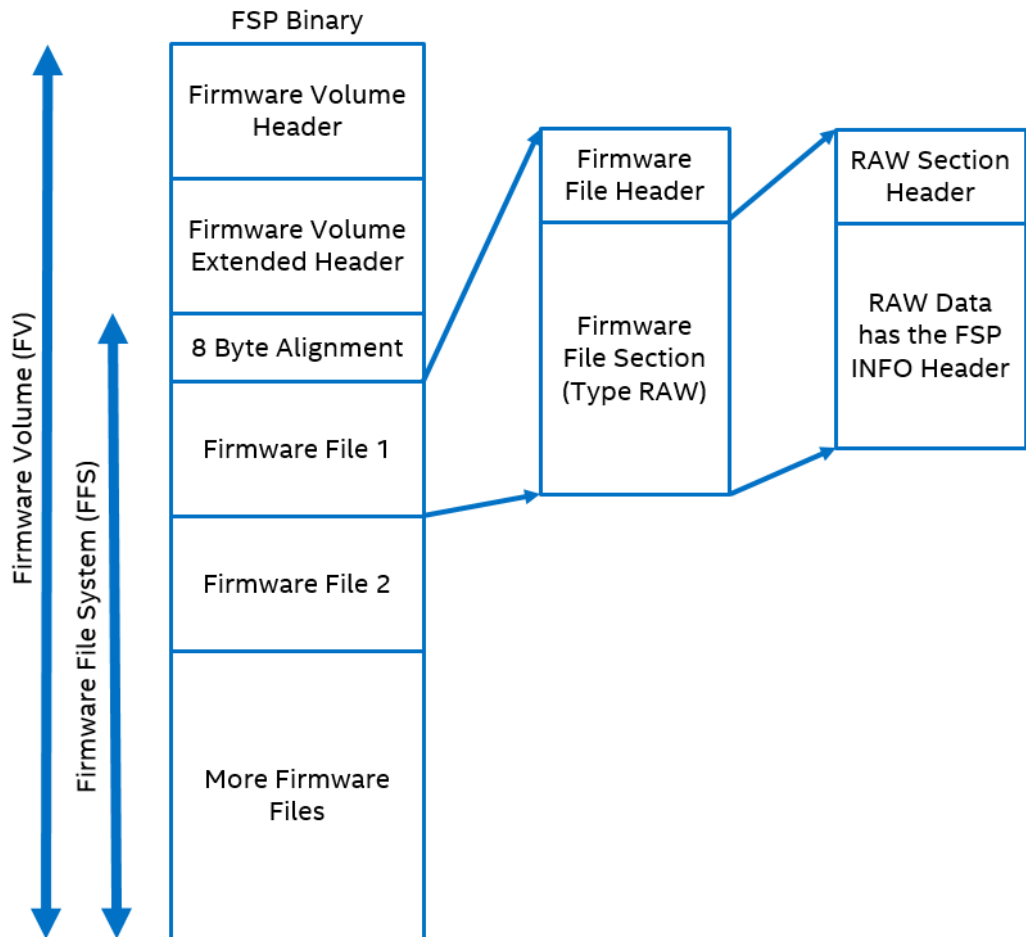 FSP Binary
Firmware Volume
Header
Firmware Volume
Extended Header
8 Byte Alignment
Firmware File 1
Firmware File 2
More Firmware
Files
Firmware Volume (FV)
Firmware File System (FFS)
Firmware
File Header
Firmware
File Section
(Type RAW)
RAW Section
Header
RAW Data
has the FSP
INFO Header